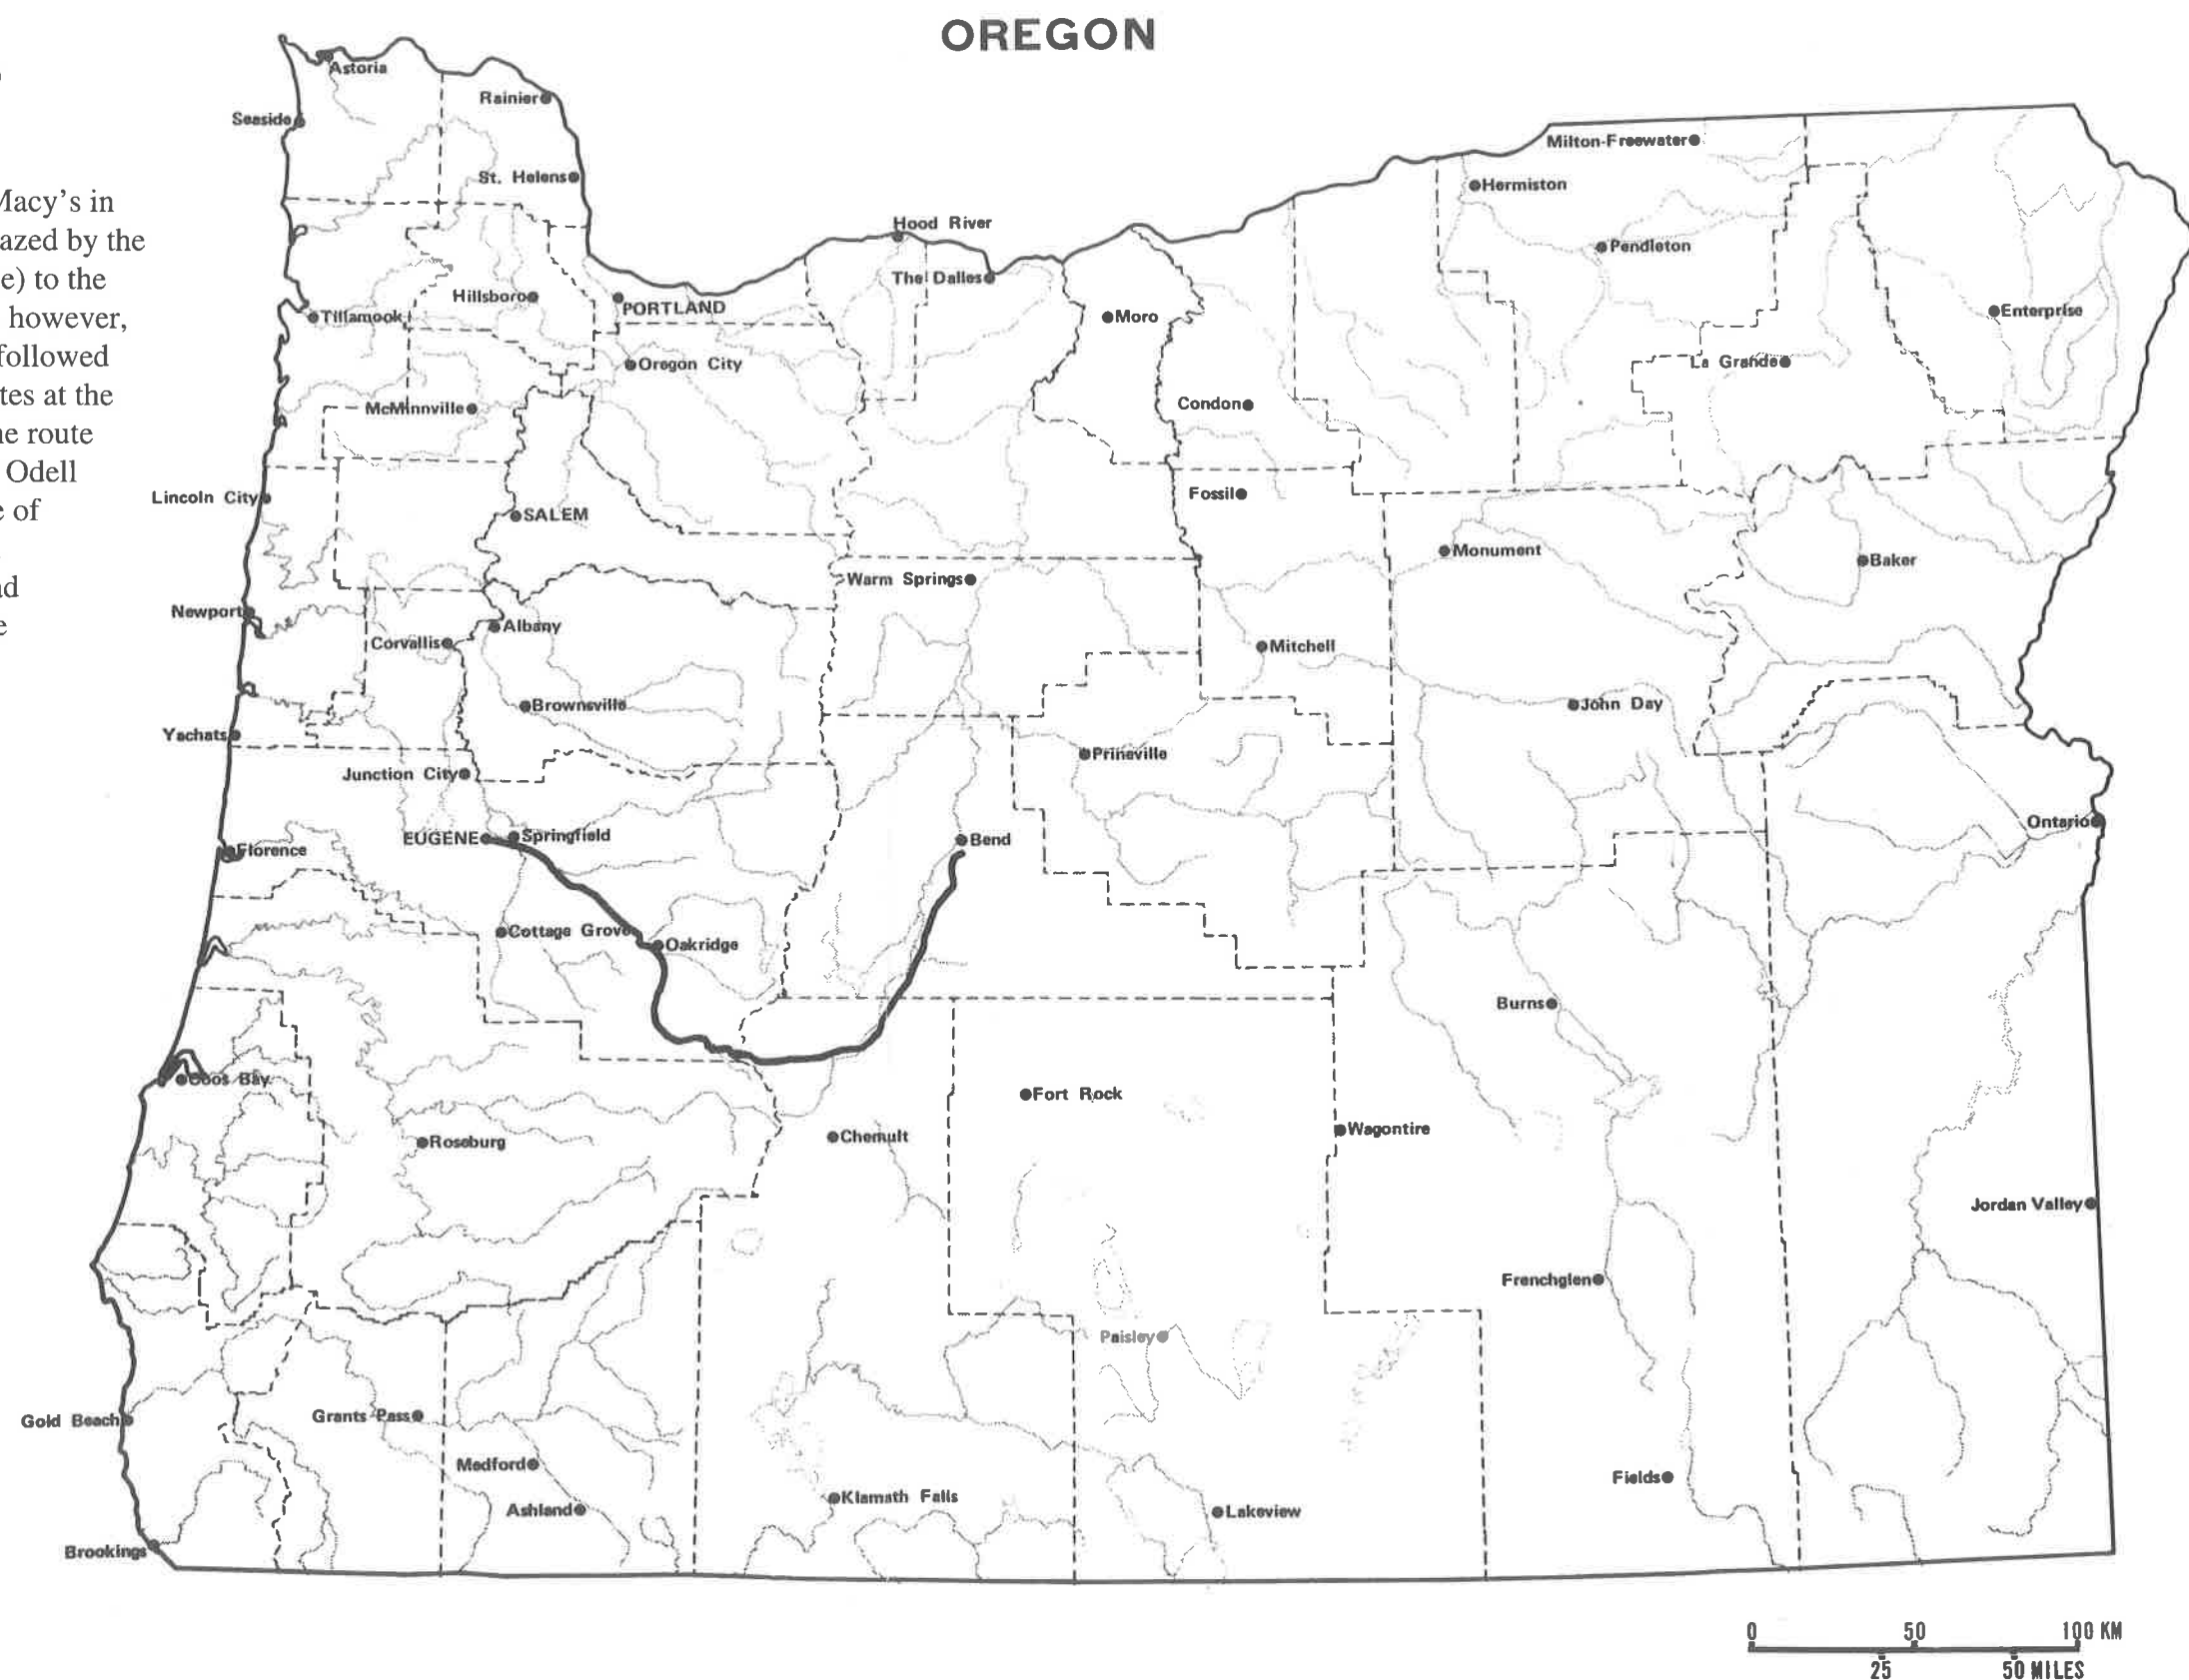 OREGON
Macy's in
azed by the
e) to the
however,
followed
tes at the
ne route
Odell
e of
nd
e
Astoria
Rainier
Seaside
St. Helens
Milton-Freewater
Hermiston
Hood River
Pendleton
The Dalles
Hillsboro
PORTLAND
Tillamook
Moro
Enterprise
Oregon City
La Grande
McMinnville
Condon
Lincoln City
Fossil
SALEM
Monument
Baker
Warm Springs
Newport
Albany
Corvallis
Mitchell
Brownsville
John Day
Yachats
Prineville
Junction City
Ontario
EUGENE
Springfield
Bend
Florence
Cottage Grove
Oakridge
Burns
Coos Bay
Fort Rock
Chemult
Wagontire
Roseburg
Jordan Valley
Frenchglen
Paisley
Gold Beach
Grants Pass
Medford
Fields
Klamath Falls
Ashland
Lakeview
Brookings
0 50 100 KM
25 50 MILES